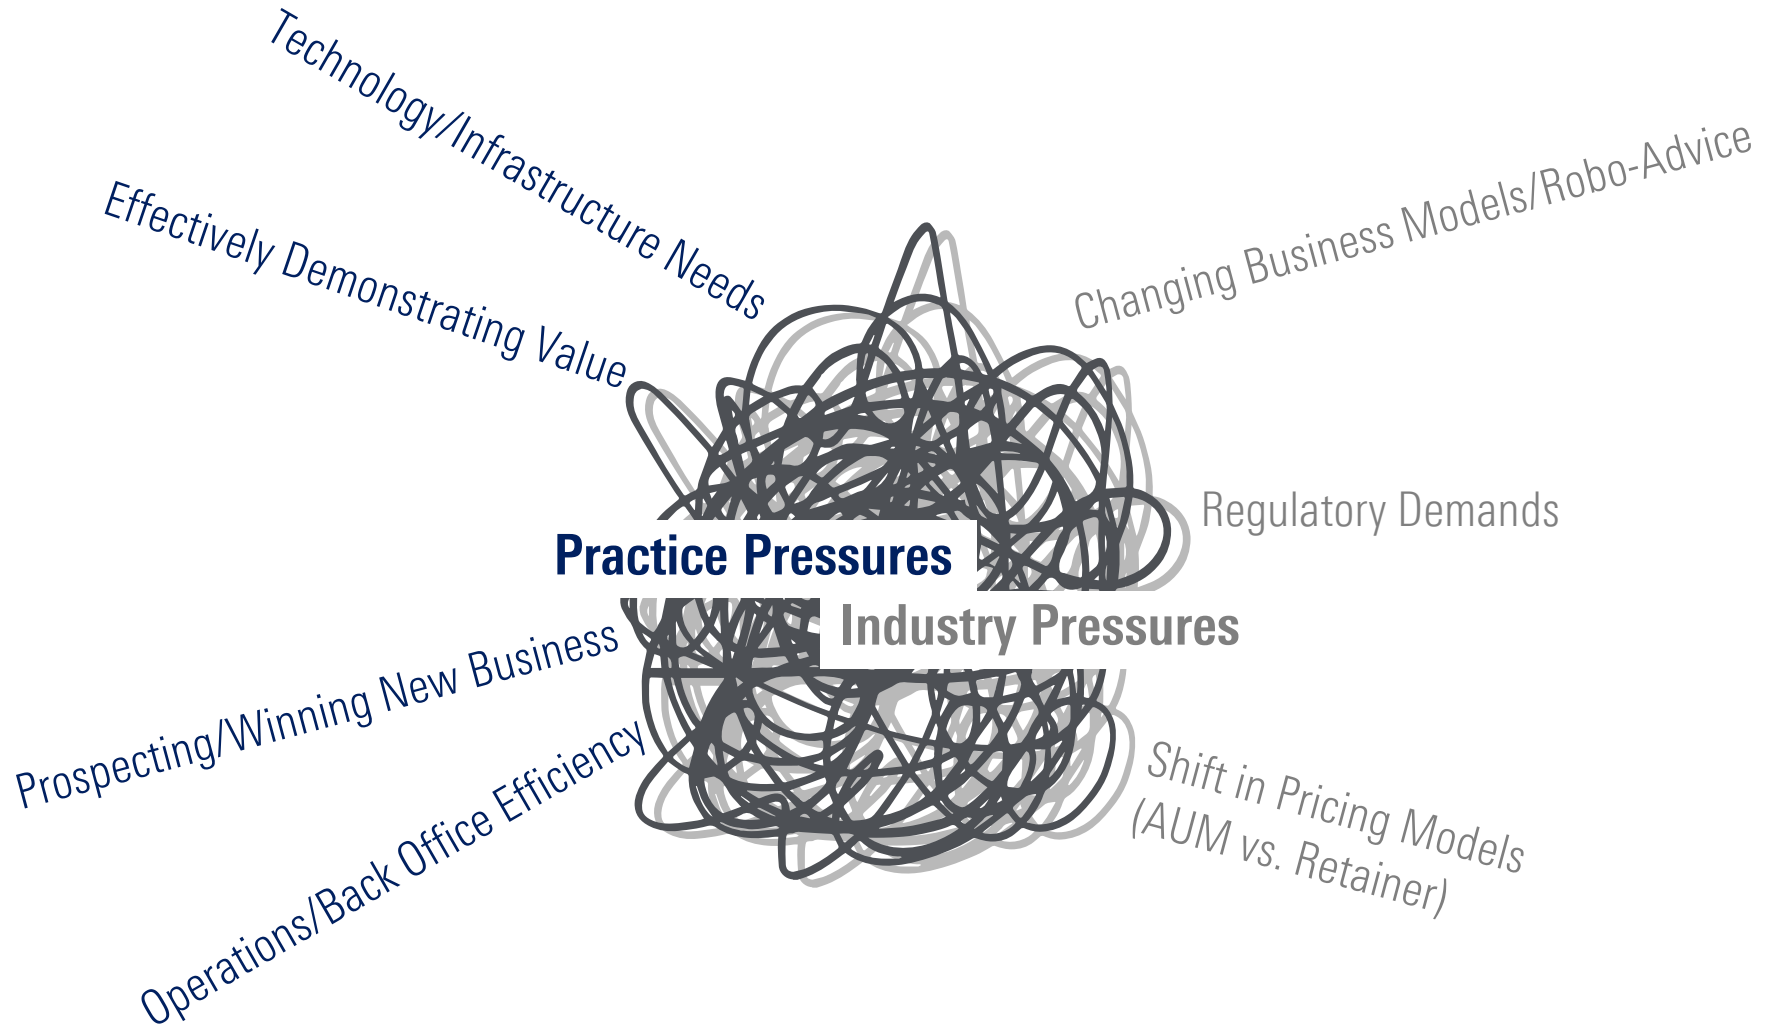 Technology/Infrastructure Needs
Effectively Demonstrating Value
Changing Business Models/Robo-Advice
Regulatory Demands
Practice Pressures
Industry Pressures
Prospecting/Winning New Business
Operations/Back Office Efficiency
Shift in Pricing Models
(AUM vs. Retainer)